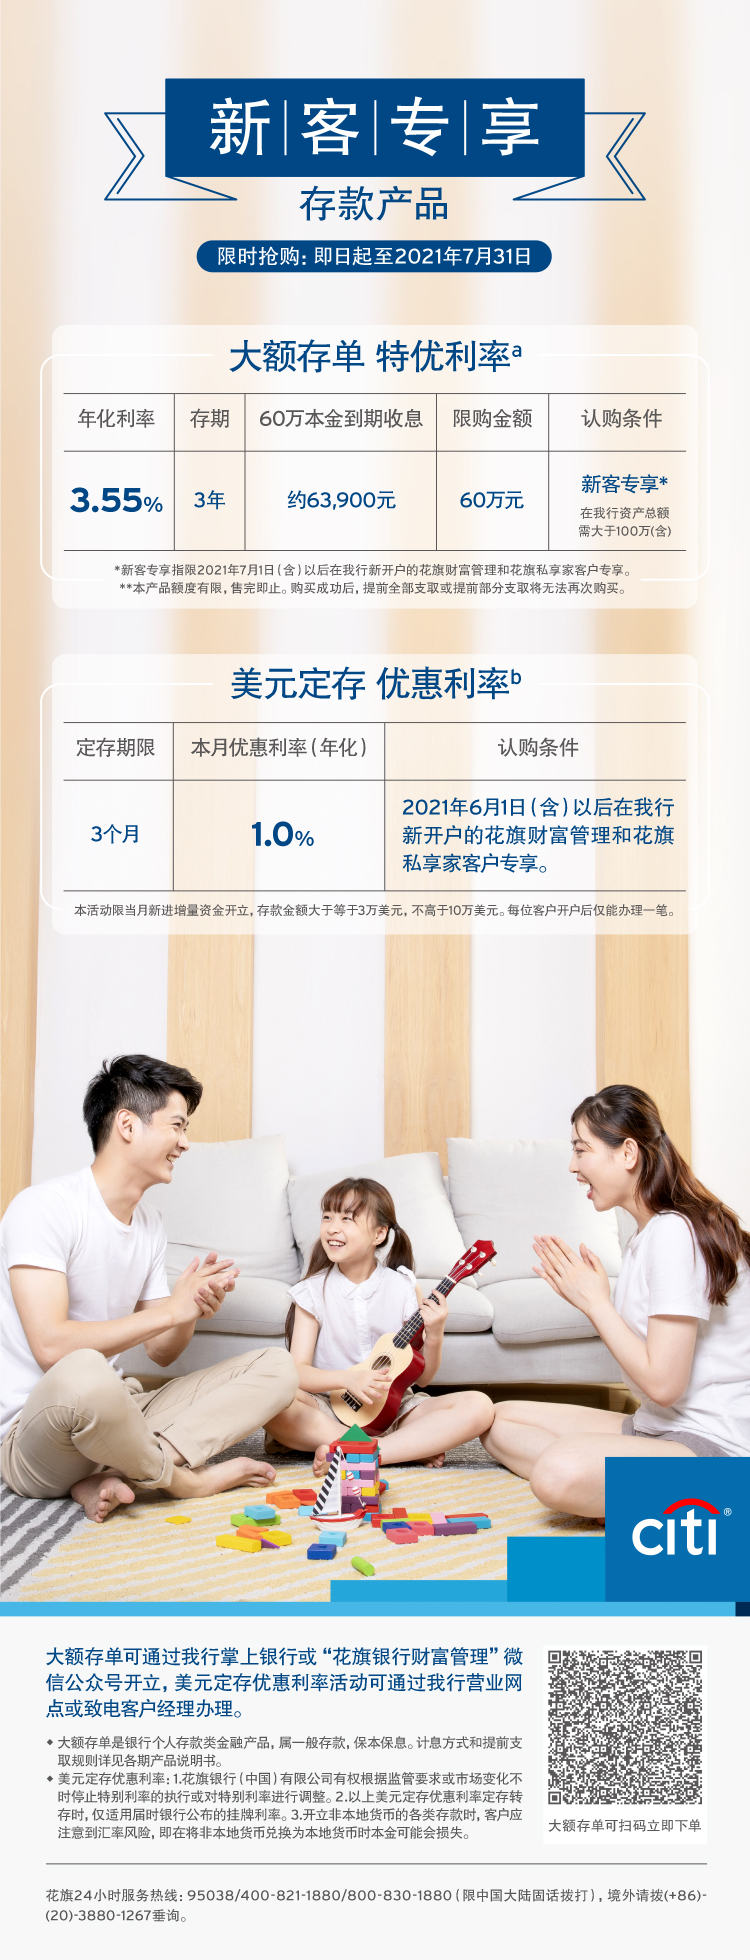 新客专享
存款产品
限时抢购: 即日起至2021年7月31日
大额存单 特优利率a
年化利率 存期 60万本金到期收息 限购金额 认购条件
3.55% 3年 约63,900元 60万元 新客专享*
在我行资产总额
需大于100万(含)
*新客专享指限2021年7月1日(含)以后在我行新开户的花旗财富管理和花旗私享家客户专享。
**本产品额度有限, 售完即止。购买成功后, 提前全部支取或提前部分支取将无法再次购买。
美元定存 优惠利率b
定存期限 本月优惠利率(年化) 认购条件
3个月 1.0% 2021年6月1日(含)以后在我行
新开户的花旗财富管理和花旗
私享家客户专享。
本活动限当月新进增量资金开立, 存款金额大于等于3万美元, 不高于10万美元。每位客户开户后仅能办理一笔。
citi®
大额存单可通过我行掌上银行或“花旗银行财富管理”微
信公众号开立, 美元定存优惠利率活动可通过我行营业网
点或致电客户经理办理。
◆ 大额存单是银行个人存款类金融产品, 属一般存款, 保本保息。计息方式和提前支
取规则详见各期产品说明书。
◆ 美元定存优惠利率: 1.花旗银行(中国)有限公司有权根据监管要求或市场变化不
时停止特别利率的执行或对特别利率进行调整。2.以上美元定存优惠利率定存转
存时, 仅适用届时银行公布的挂牌利率。3.开立非本地货币的各类存款时, 客户应
注意到汇率风险, 即在将非本地货币兑换为本地货币时本金可能会损失。
大额存单可扫码立即下单
花旗24小时服务热线: 95038/400-821-1880/800-830-1880(限中国大陆固话拨打), 境外请拨(+86)-
(20)-3880-1267垂询。